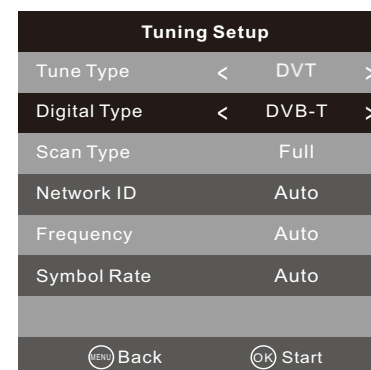 Tuning Setup
Tune Type < DVT >
Digital Type < DVB-T >
Scan Type Full
Network ID Auto
Frequency Auto
Symbol Rate Auto
MENU Back OK Start